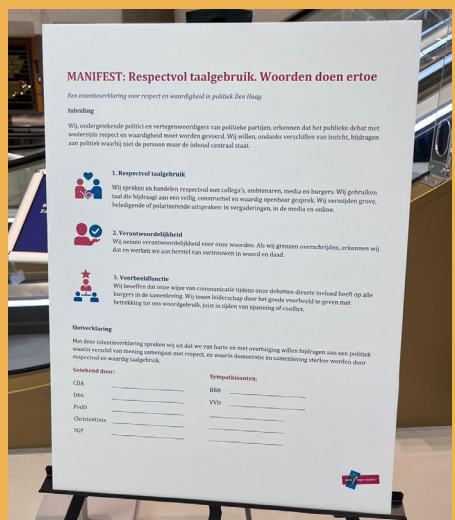 MANIFEST: Respectvol taalgebruik. Woorden doen ertoe
Een intentieverklaring voor respect en waardigheid in politiek Den Haag
Inleiding
Wij, ondergetekende politici en vertegenwoordigers van politieke partijen, erkennen dat het publieke debat met
wederzijds respect en waardigheid moet worden gevoerd. Wij willen, ondanks verschillen van inzicht, bijdragen
aan politiek waarbij niet de persoon maar de inhoud centraal staat.
1. Respectvol taalgebruik
Wij spreken en handelen respectvol met collega's, ambtenaren, media en burgers. Wij gebruiken
taal die bijdraagt aan een veilig, constructief en waardig openbaar gesprek. Wij vermijden grove,
beledigende of polariserende uitspraken: in vergaderingen, in de media en online.
2. Verantwoordelijkheid
Wij nemen verantwoordelijkheid voor onze woorden. Als wij grenzen overschrijden, erkennen wij
dat en werken we aan herstel van vertrouwen in woord en daad.
3. Voorbeeldfunctie
Wij beseffen dat onze wijze van communicatie tijdens onze debatten directe invloed heeft op alle
burgers in de samenleving. Wij tonen leiderschap door het goede voorbeeld te geven met
betrekking tot ons woordgebruik, juist in tijden van spanning of conflict.
Slotverklaring
Met deze intentieverklaring spreken wij uit dat we van harte en met overtuiging willen bijdragen aan een politiek
waarin verschil van mening samengaat met respect, en waarin democratie én samenleving sterker worden door
respectvol en waardig taalgebruik.
Getekend door:
CDA
D66
PvdD
ChristenUnie
SGP
Sympathisanten:
BBB
VVD